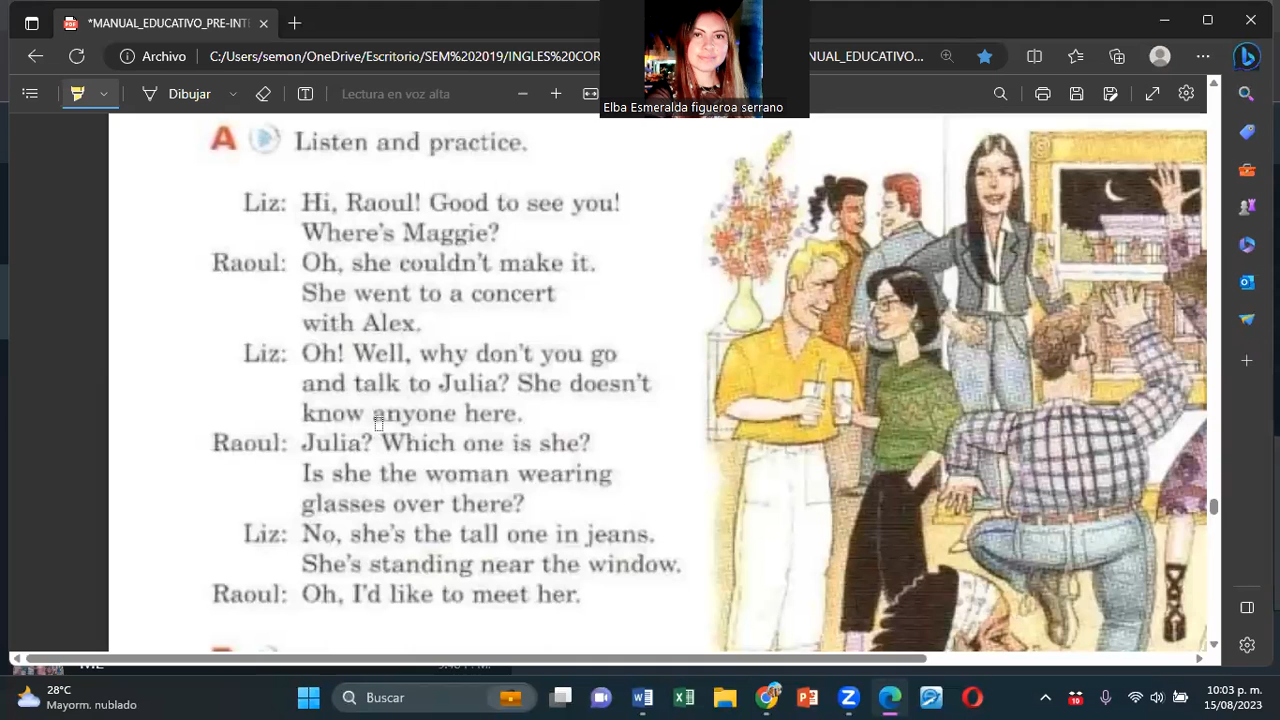 *MANUAL_EDUCATIVO_PRE-INTE
Archivo
C:/Users/semon/OneDrive/Escritorio/SEM%202019/INGLES%20COR
NUAL_EDUCATIVO...
Dibujar
Lectura en voz alta
Elba Esmeralda figueroa serrano
A Listen and practice.
Liz: Hi, Raoul! Good to see you!
Where's Maggie?
Raoul: Oh, she couldn't make it.
She went to a concert
with Alex.
Liz: Oh! Well, why don't you go
and talk to Julia? She doesn't
know anyone here.
Raoul: Julia? Which one is she?
Is she the woman wearing
glasses over there?
Liz: No, she's the tall one in jeans.
She's standing near the window.
Raoul: Oh, I'd like to meet her.
28°C
Mayorm. nublado
Buscar
10
10:03 p. m.
15/08/2023